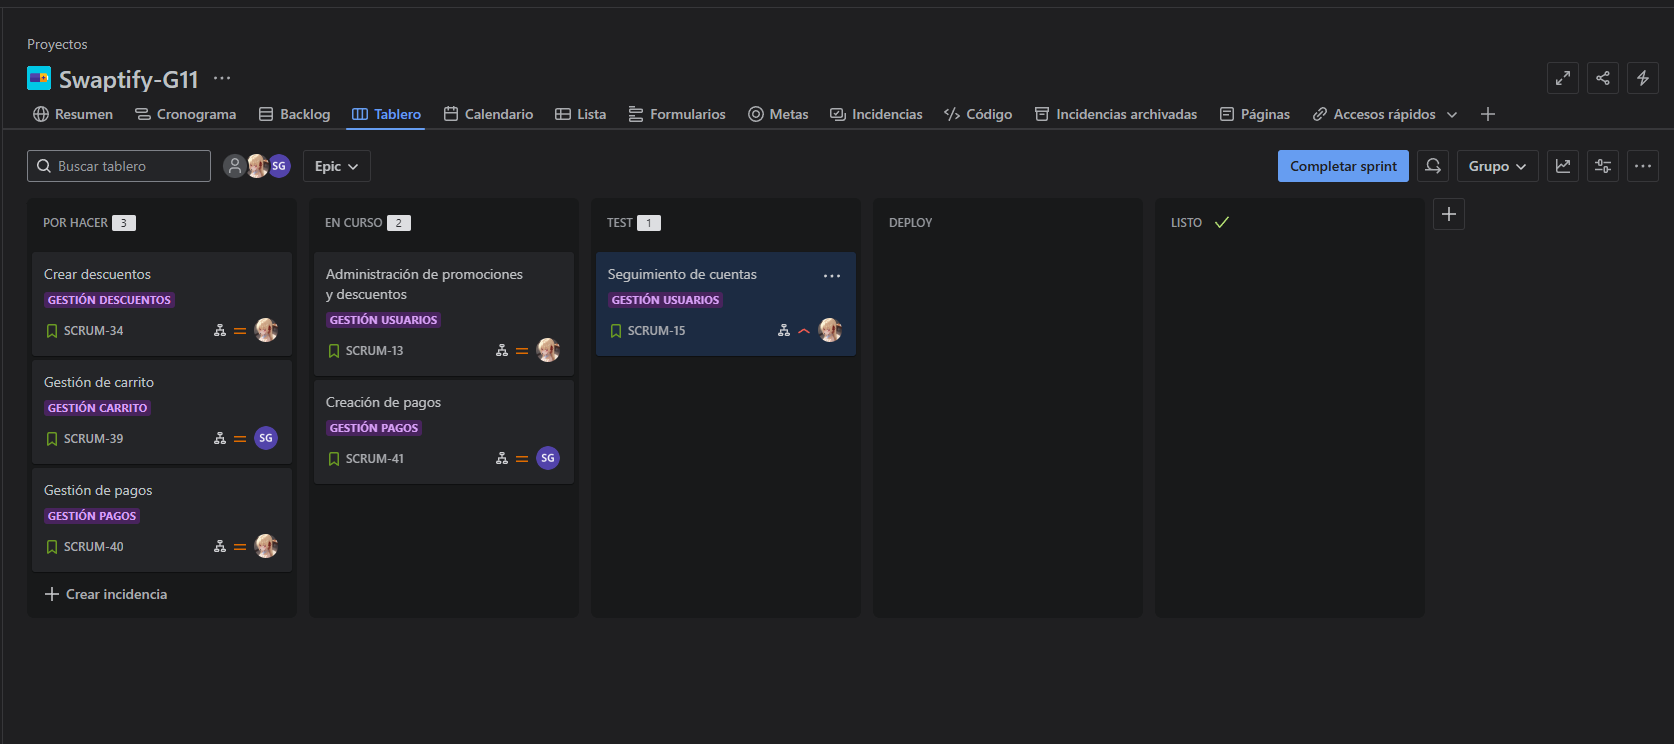 Proyectos
Swaptify-G11
Resumen Cronograma Backlog Tablero Calendario Lista Formularios Metas Incidencias Código Incidencias archivadas Páginas Accesos rápidos
Buscar tablero SG Epic Completar sprint Grupo
POR HACER 3
Crear descuentos
GESTIÓN DESCUENTOS
SCRUM-34
Gestión de carrito
GESTIÓN CARRITO
SCRUM-39 SG
Gestión de pagos
GESTIÓN PAGOS
SCRUM-40
Crear incidencia
EN CURSO 2
Administración de promociones
y descuentos
GESTIÓN USUARIOS
SCRUM-13
Creación de pagos
GESTIÓN PAGOS
SCRUM-41 SG
TEST 1
Seguimiento de cuentas
GESTIÓN USUARIOS
SCRUM-15
DEPLOY
LISTO